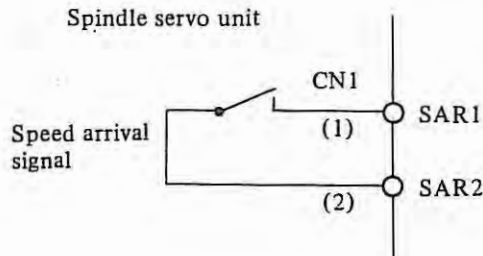 Spindle servo unit
CN1
(1)
SAR1
Speed arrival
signal
(2)
SAR2